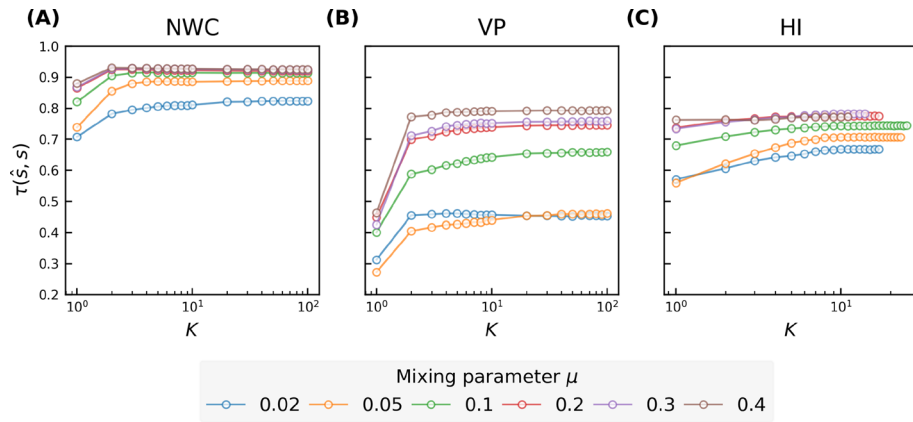 (A) NWC
(B) VP
(C) HI
τ(ŝ, s)
1.0
0.9
0.8
0.7
0.6
0.5
0.4
0.3
0.2
10⁰ 10¹ 10² 10⁰ 10¹ 10² 10⁰ 10¹
K K K
Mixing parameter μ
0.02 0.05 0.1 0.2 0.3 0.4